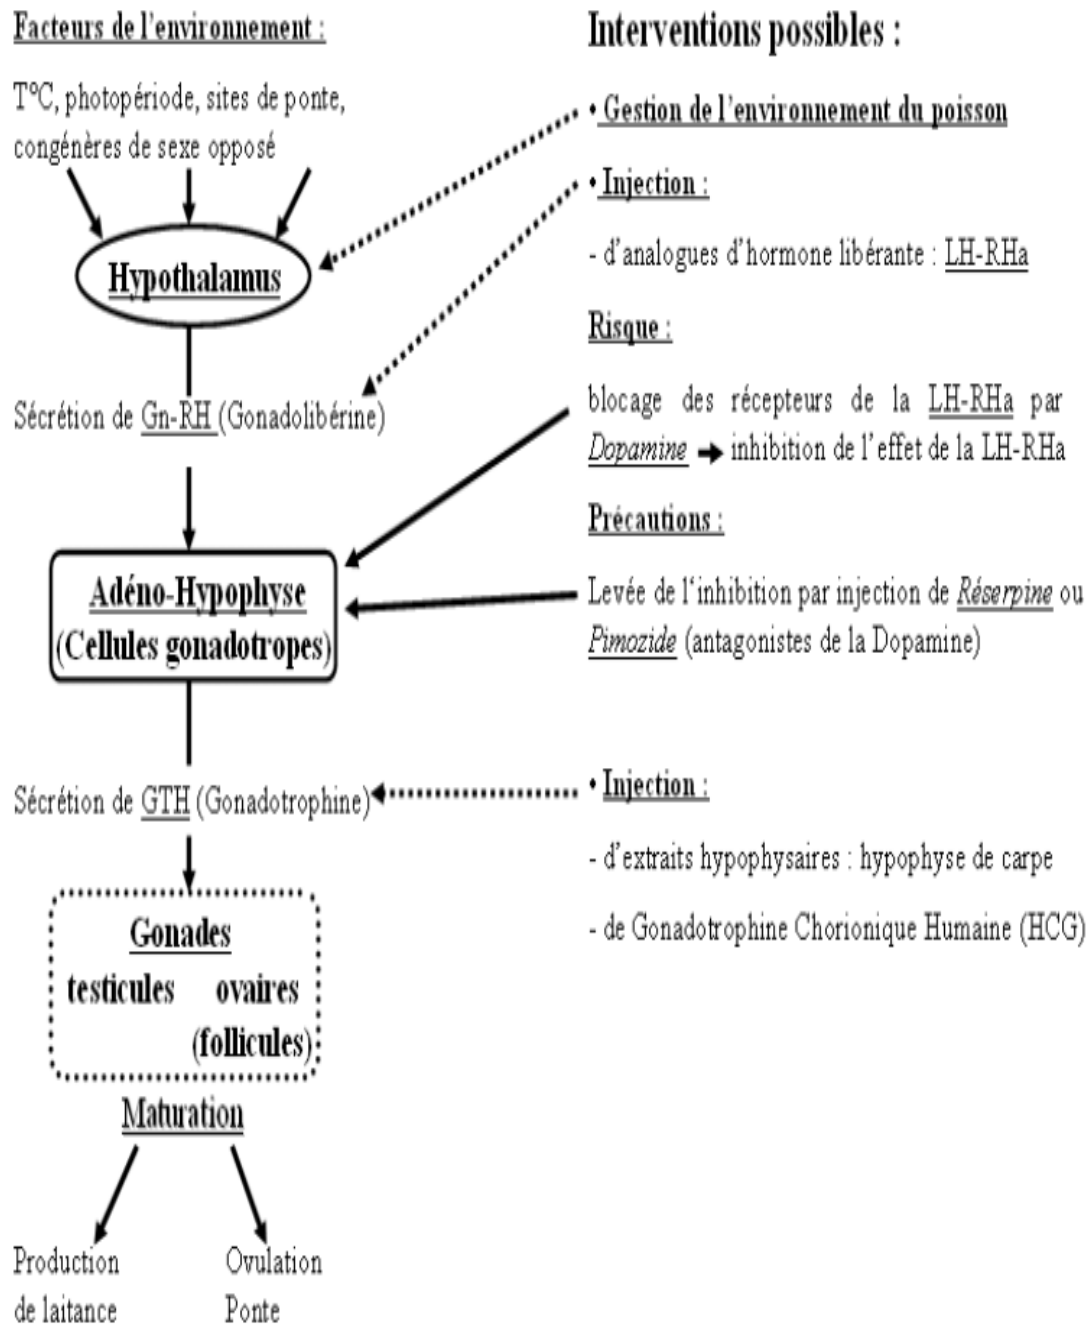 Facteurs de l'environnement :
T°C, photopériode, sites de ponte,
congénères de sexe opposé
Hypothalamus
Sécrétion de Gn-RH (Gonadolibérine)
Adéno-Hypophyse
(Cellules gonadotropes)
Sécrétion de GTH (Gonadotrophine)
Gonades
testicules ovaires
(follicules)
Maturation
Production
de laitance
Ovulation
Ponte
Interventions possibles :
• Gestion de l'environnement du poisson
• Injection :
- d'analogues d'hormone libérante : LH-RHa
Risque :
blocage des récepteurs de la LH-RHa par
Dopamine → inhibition de l'effet de la LH-RHa
Précautions :
Levée de l'inhibition par injection de Réserpine ou
Pimozide (antagonistes de la Dopamine)
• Injection :
- d'extraits hypophysaires : hypophyse de carpe
- de Gonadotrophine Chorionique Humaine (HCG)